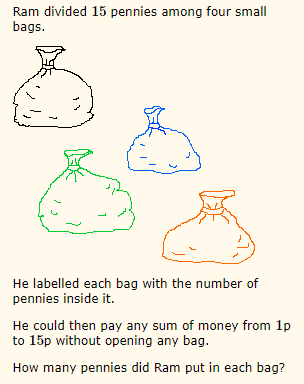 Ram divided 15 pennies among four small
bags.
He labelled each bag with the number of
pennies inside it.
He could then pay any sum of money from 1p
to 15p without opening any bag.
How many pennies did Ram put in each bag?